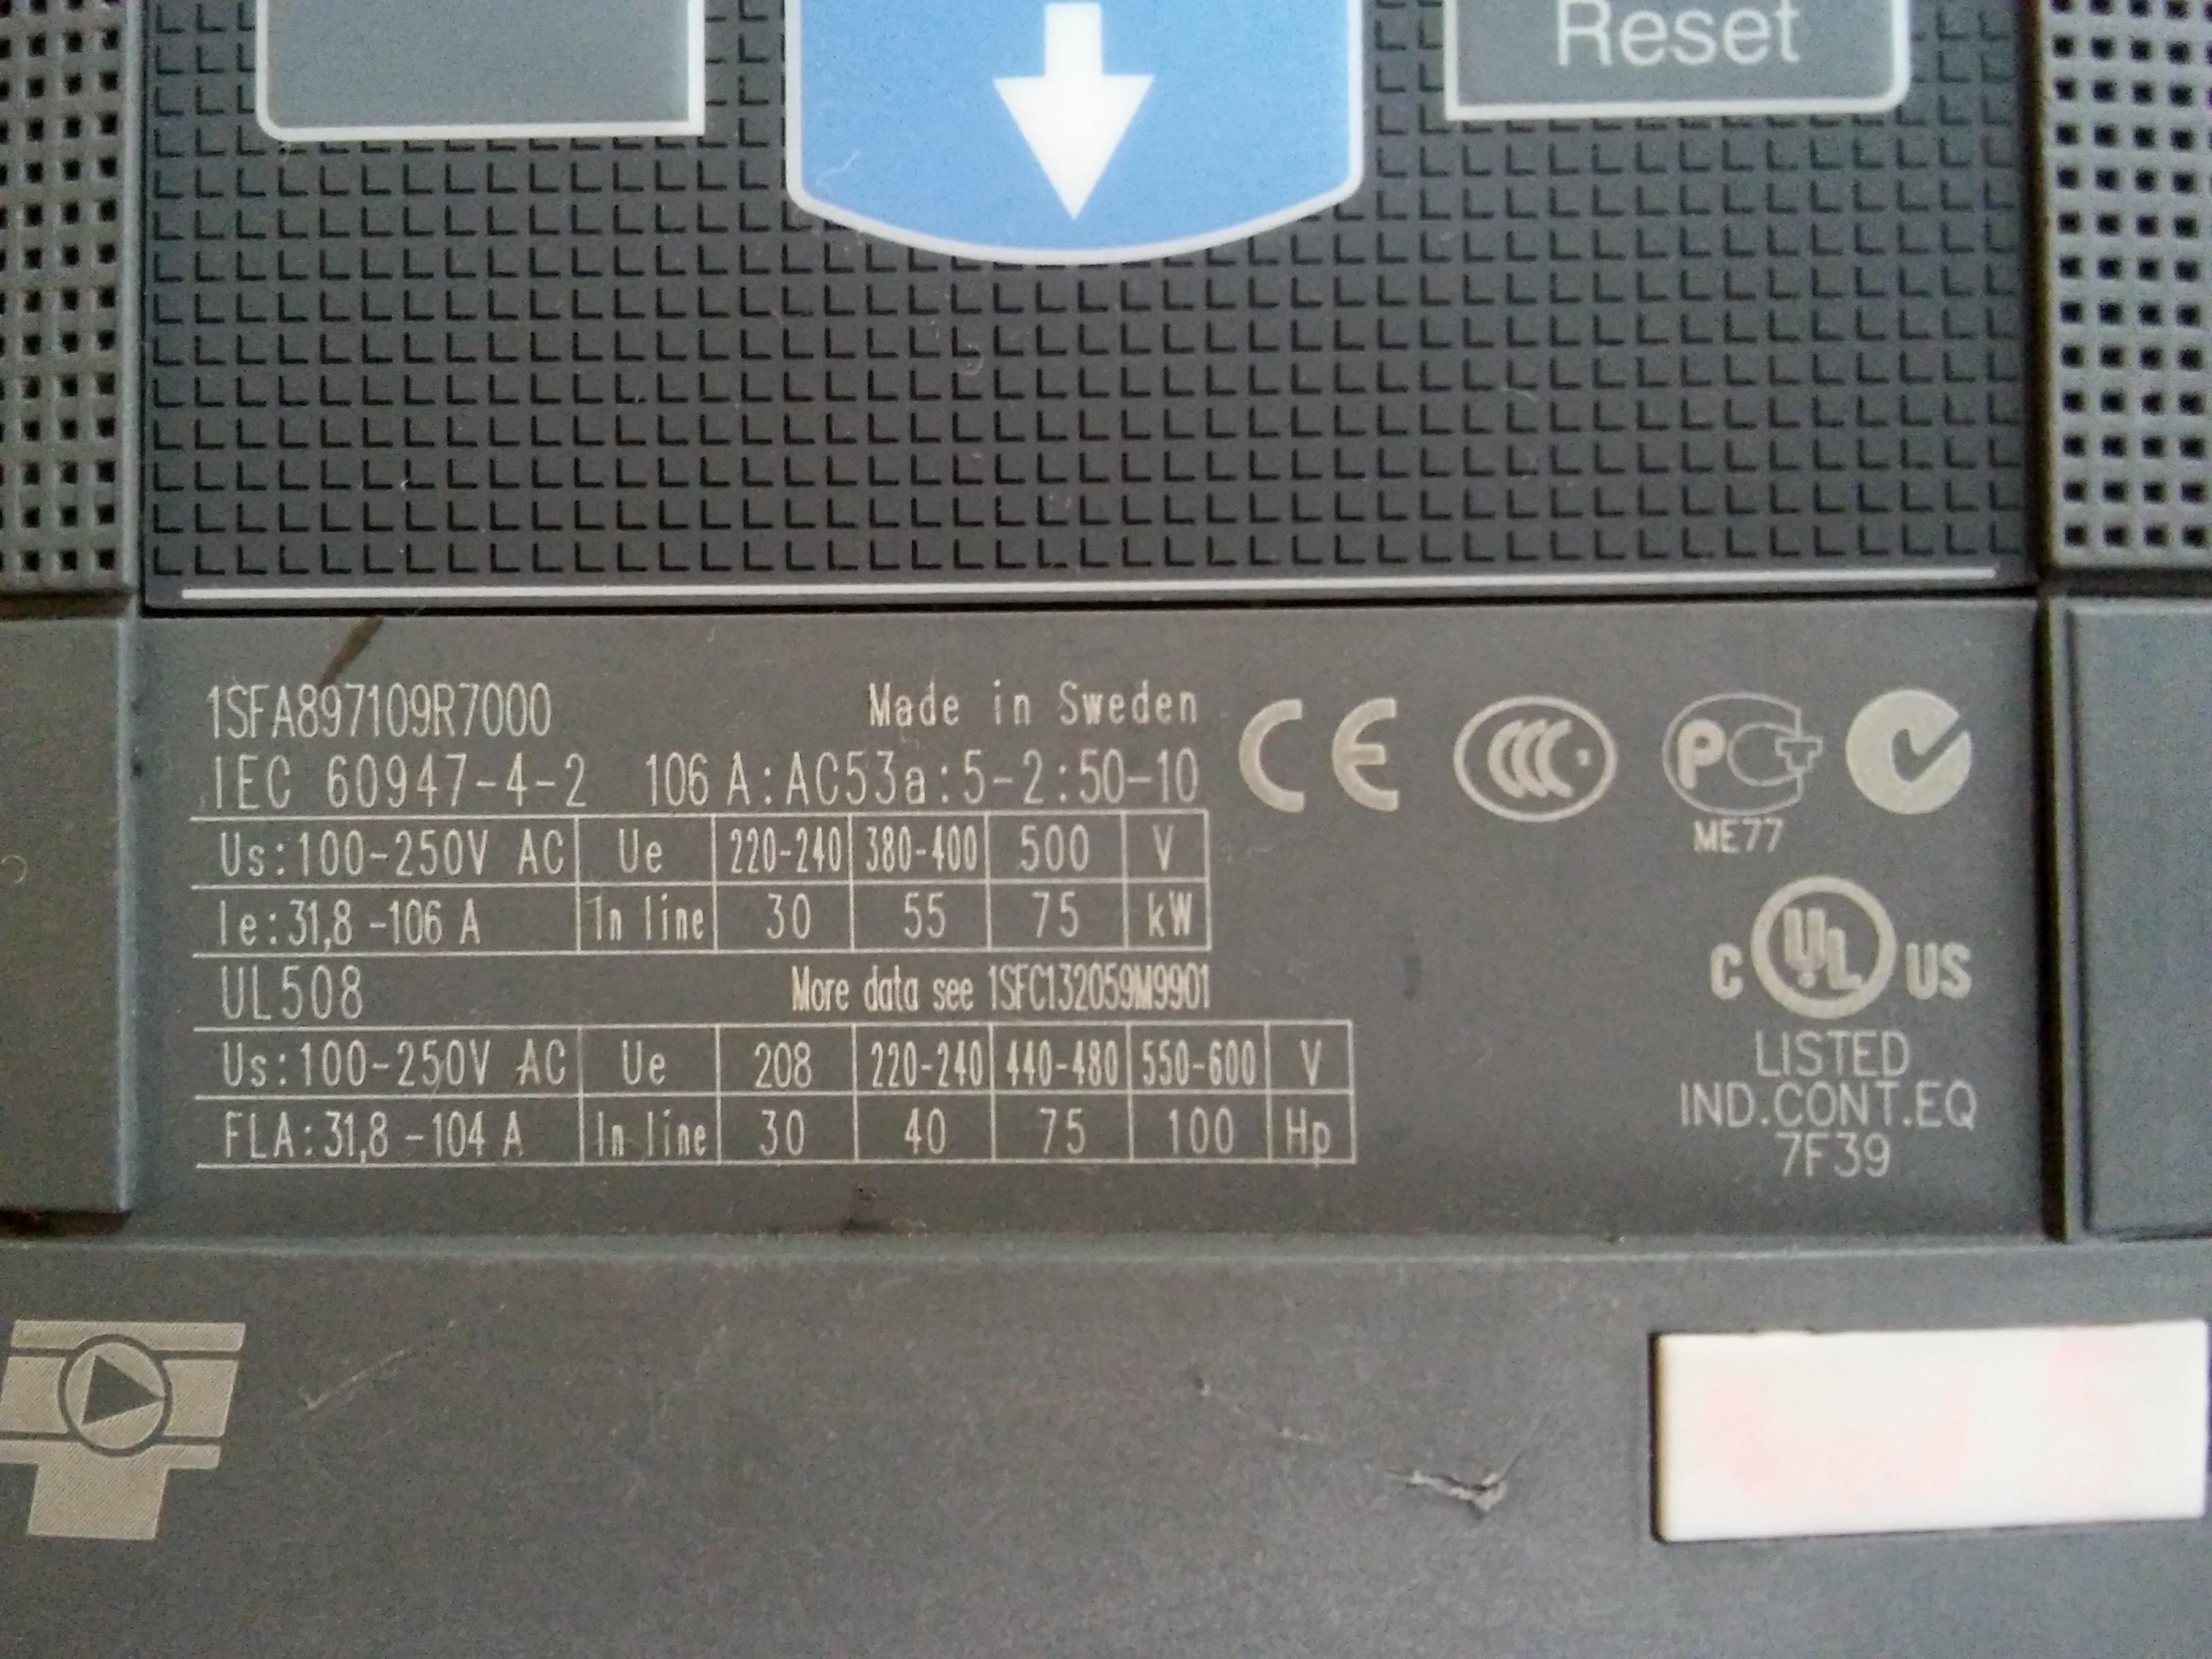 Reset
1SFA897109R7000 Made in Sweden
IEC 60947-4-2 106 A:AC53a:5-2:50-10
Us:100-250V AC Ue 220-240 380-400 500 V
Ie:31,8 -106 A In line 30 55 75 kW
UL508 More data see 1SFC132059M9901
Us:100-250V AC Ue 208 220-240 440-480 550-600 V
FLA:31,8 -104 A In line 30 40 75 100 Hp
CE
CCC
PCT
ME77
C UL US
LISTED
IND.CONT.EQ
7F39